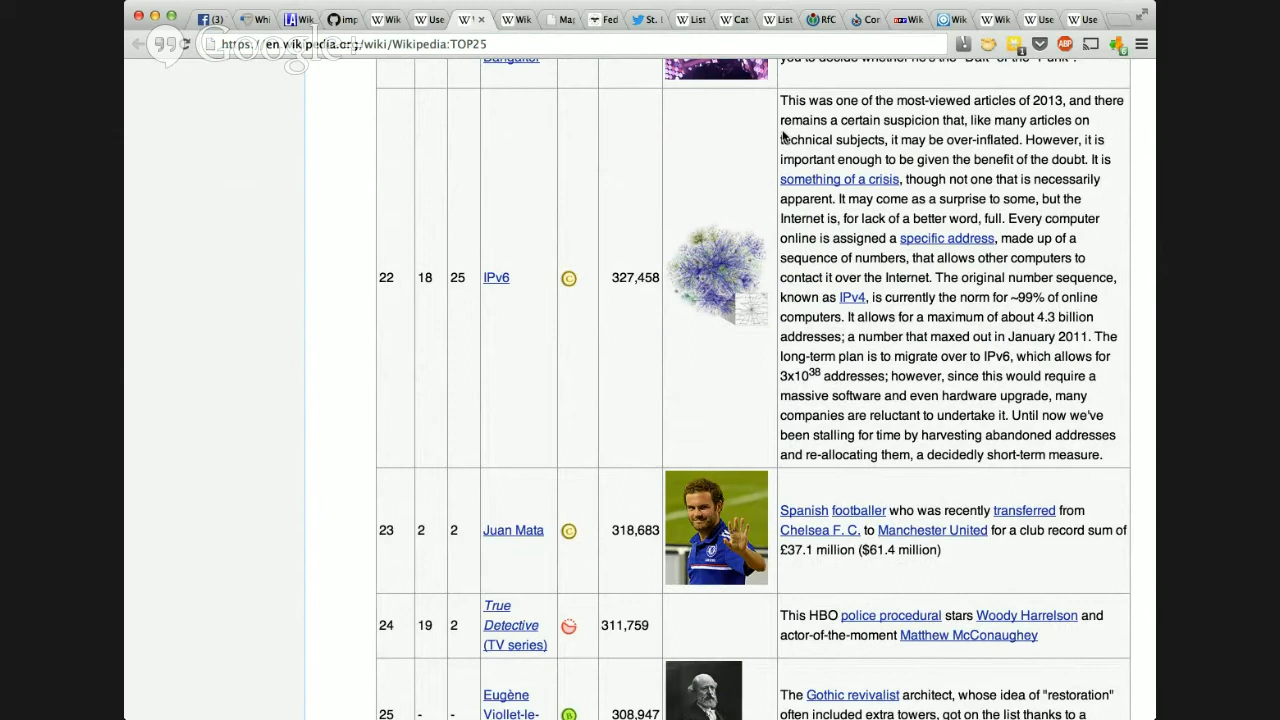 (3)
Whi
Wik
imp
Wik
Use
W
Wik
Ma
Fed
St. I
List
Cat
List
RfC
Cor
Wik
Wik
Wik
Use
Use
Google+
https://en.wikipedia.org/wiki/Wikipedia:TOP25
Bangalter
you to decide whether he's the "Daft" or the "Punk".
22
18
25
IPv6
327,458
This was one of the most-viewed articles of 2013, and there
remains a certain suspicion that, like many articles on
technical subjects, it may be over-inflated. However, it is
important enough to be given the benefit of the doubt. It is
something of a crisis, though not one that is necessarily
apparent. It may come as a surprise to some, but the
Internet is, for lack of a better word, full. Every computer
online is assigned a specific address, made up of a
sequence of numbers, that allows other computers to
contact it over the Internet. The original number sequence,
known as IPv4, is currently the norm for ~99% of online
computers. It allows for a maximum of about 4.3 billion
addresses; a number that maxed out in January 2011. The
long-term plan is to migrate over to IPv6, which allows for
3x10³⁸ addresses; however, since this would require a
massive software and even hardware upgrade, many
companies are reluctant to undertake it. Until now we've
been stalling for time by harvesting abandoned addresses
and re-allocating them, a decidedly short-term measure.
23
2
2
Juan Mata
318,683
Spanish footballer who was recently transferred from
Chelsea F. C. to Manchester United for a club record sum of
£37.1 million ($61.4 million)
24
19
2
True
Detective
(TV series)
311,759
This HBO police procedural stars Woody Harrelson and
actor-of-the-moment Matthew McConaughey
25
-
-
Eugène
Viollet-le-
308,947
The Gothic revivalist architect, whose idea of "restoration"
often included extra towers, got on the list thanks to a